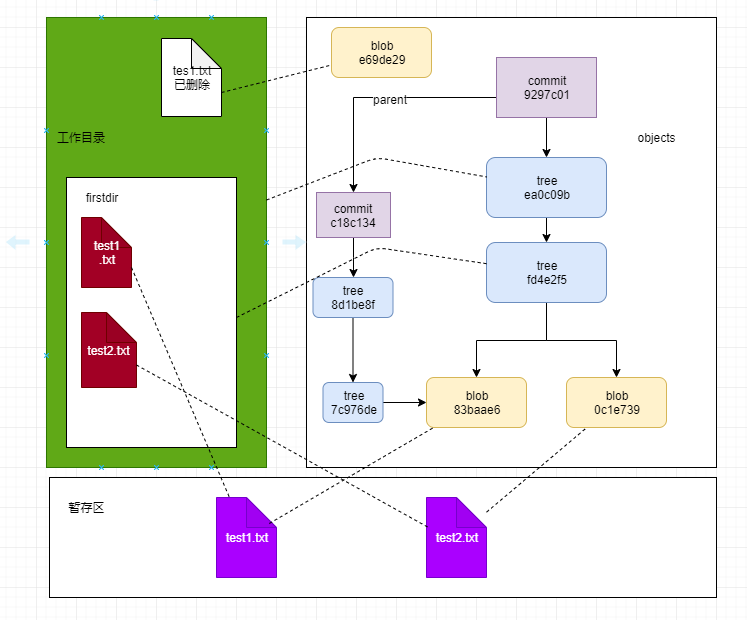 tes1.txt
已删除
工作目录
firstdir
test1
.txt
test2.txt
blob
e69de29
commit
9297c01
parent
objects
tree
ea0c09b
commit
c18c134
tree
fd4e2f5
tree
8d1be8f
tree
7c976de
blob
83baae6
blob
0c1e739
暂存区
test1.txt
test2.txt